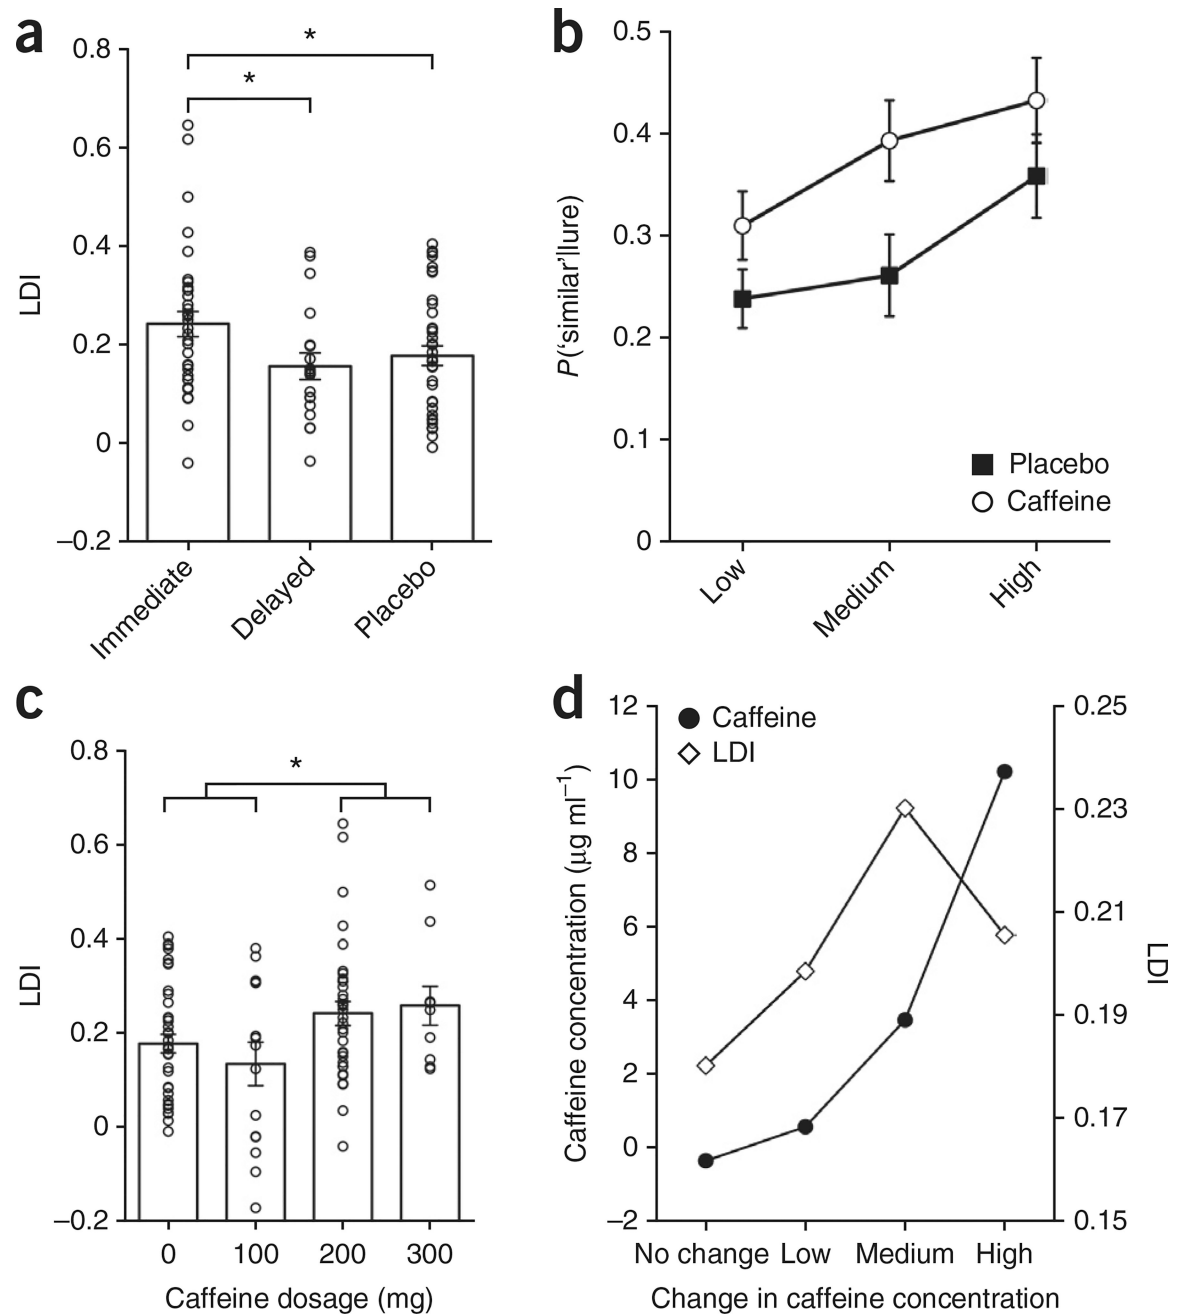 a
0.8
0.6
0.4
0.2
0
–0.2
LDI
*
*
Immediate
Delayed
Placebo
b
0.5
0.4
0.3
0.2
0.1
0
P(‘similar’|lure)
Placebo
Caffeine
Low
Medium
High
c
0.8
0.6
0.4
0.2
0
–0.2
LDI
*
0 100 200 300
Caffeine dosage (mg)
d
12
10
8
6
4
2
0
–2
Caffeine concentration (μg ml⁻¹)
Caffeine
LDI
0.25
0.23
0.21
0.19
0.17
0.15
LDI
No change Low Medium High
Change in caffeine concentration